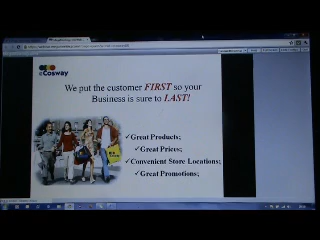 eCosway
We put the customer FIRST so your
Business is sure to LAST!
✓Great Products;
✓Great Prices;
✓Convenient Store Locations;
✓Great Promotions;